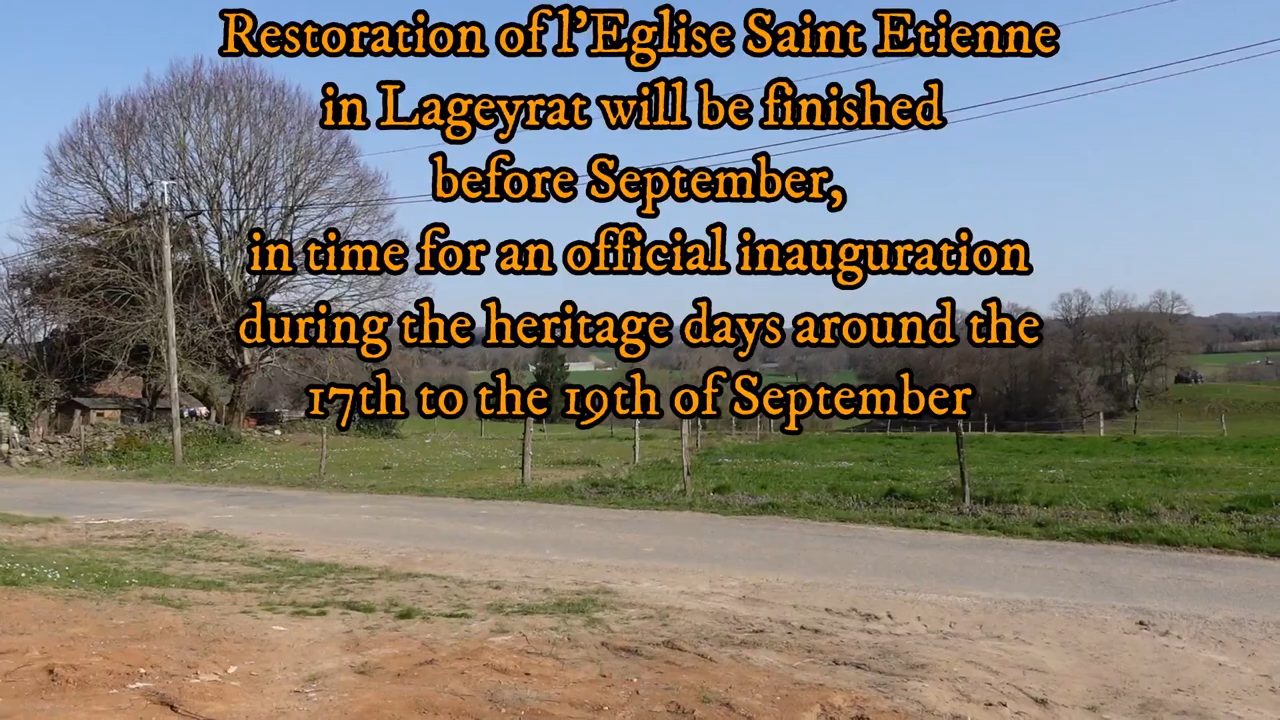 Restoration of l'Eglise Saint Etienne
in Lageyrat will be finished
before September,
in time for an official inauguration
during the heritage days around the
17th to the 19th of September